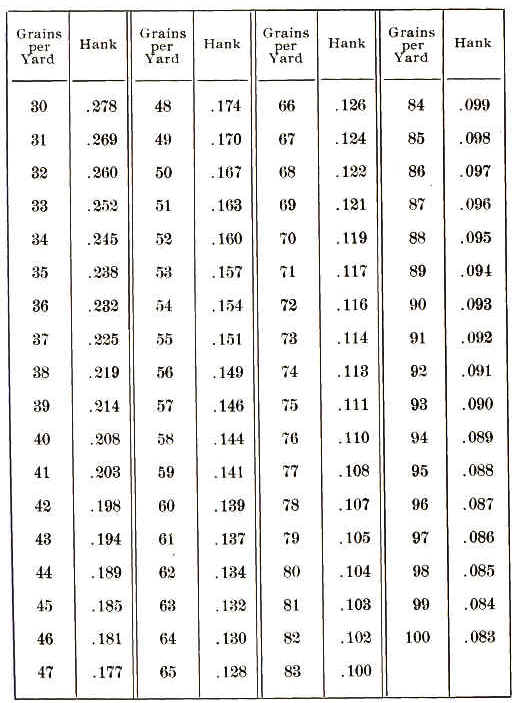 Grains per Yard Hank Grains per Yard Hank Grains per Yard Hank Grains per Yard Hank
30 .278 48 .174 66 .126 84 .099
31 .269 49 .170 67 .124 85 .098
32 .260 50 .167 68 .122 86 .097
33 .252 51 .163 69 .121 87 .096
34 .245 52 .160 70 .119 88 .095
35 .238 53 .157 71 .117 89 .094
36 .232 54 .154 72 .116 90 .093
37 .225 55 .151 73 .114 91 .092
38 .219 56 .149 74 .113 92 .091
39 .214 57 .146 75 .111 93 .090
40 .208 58 .144 76 .110 94 .089
41 .203 59 .141 77 .108 95 .088
42 .198 60 .139 78 .107 96 .087
43 .194 61 .137 79 .105 97 .086
44 .189 62 .134 80 .104 98 .085
45 .185 63 .132 81 .103 99 .084
46 .181 64 .130 82 .102 100 .083
47 .177 65 .128 83 .100